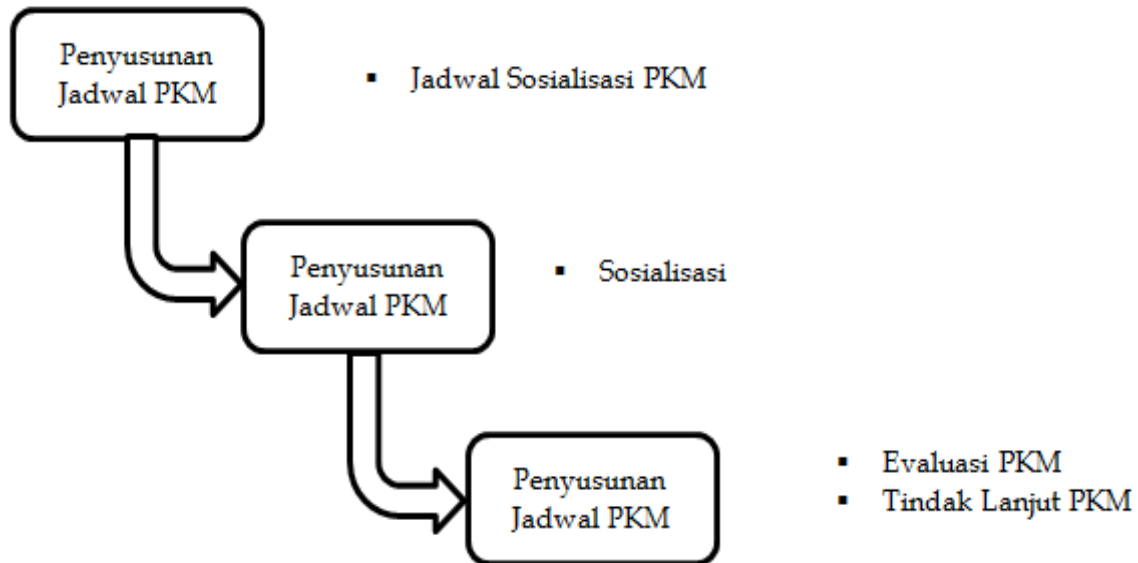 Penyusunan
Jadwal PKM
▪ Jadwal Sosialisasi PKM
Penyusunan
Jadwal PKM
▪ Sosialisasi
Penyusunan
Jadwal PKM
▪ Evaluasi PKM
▪ Tindak Lanjut PKM